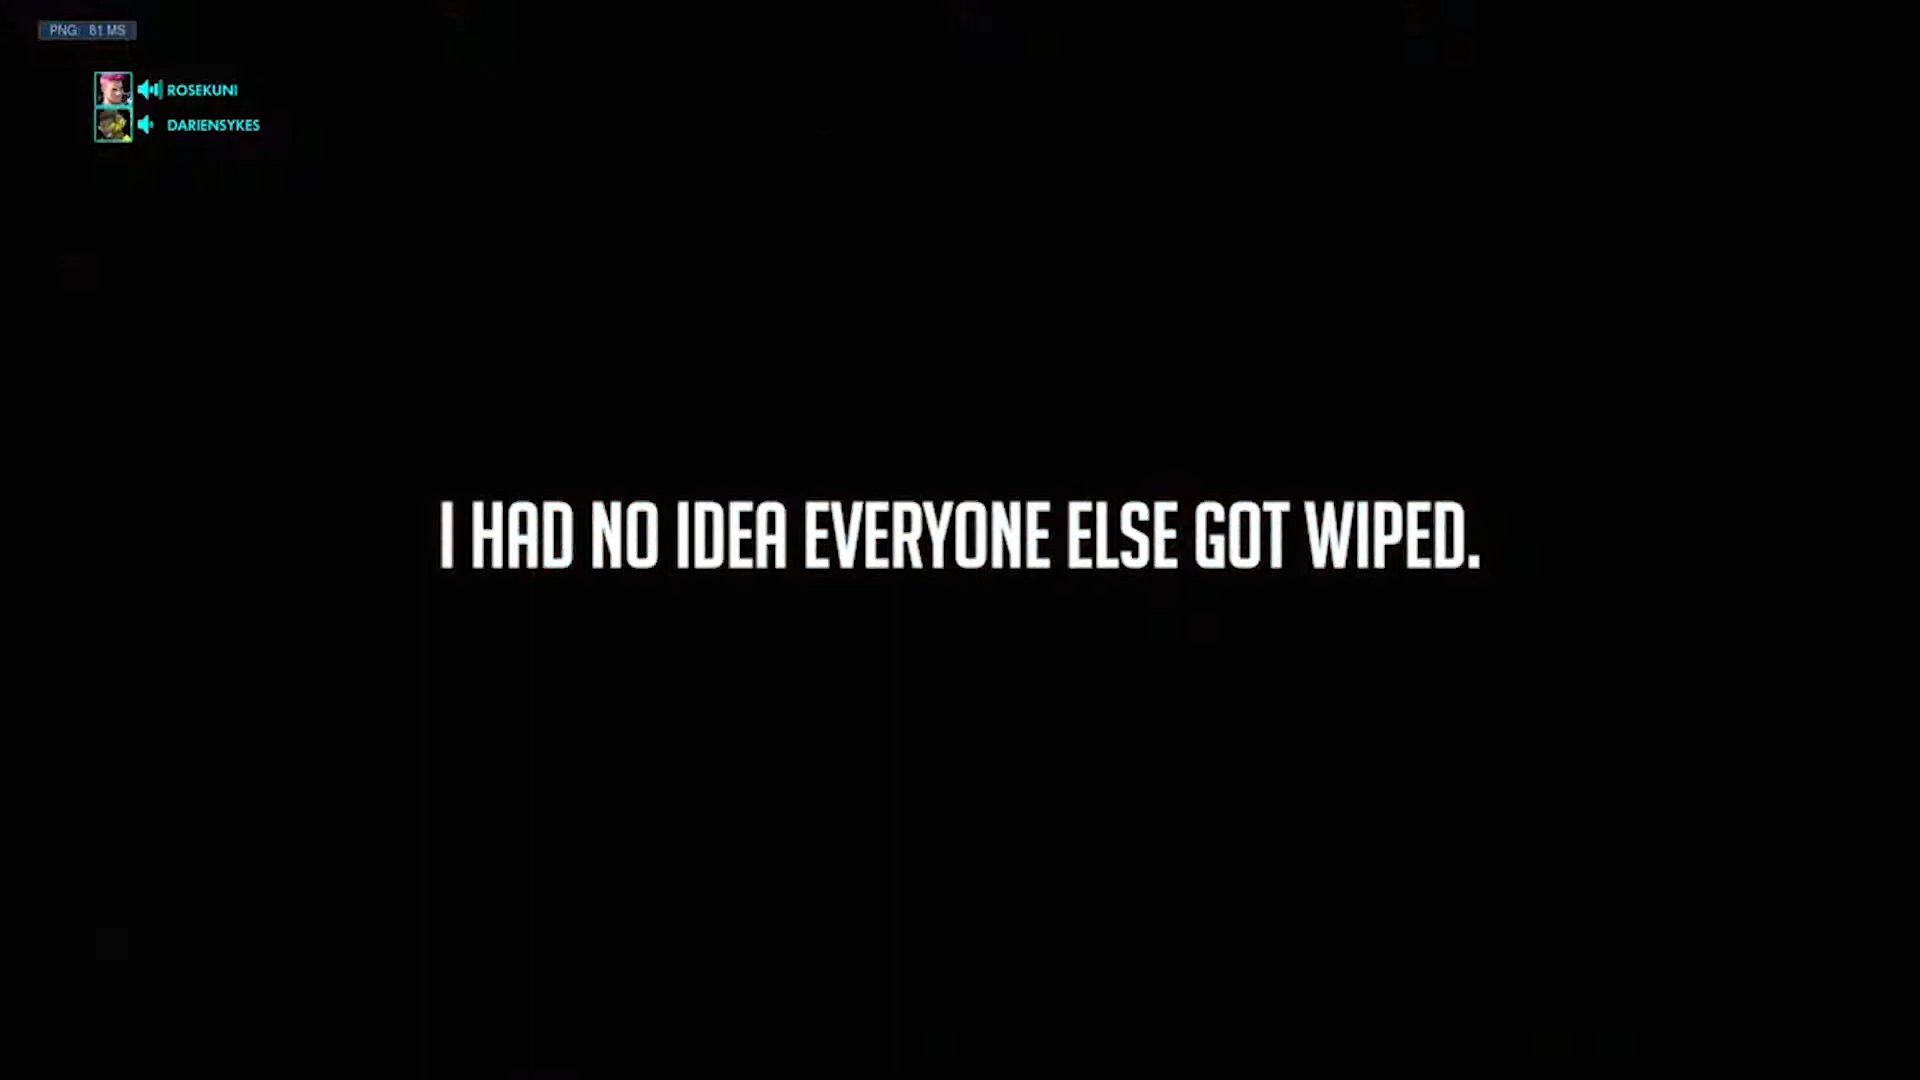 PNG: 81 MS
ROSEKUNI
DARIENSYKES
I HAD NO IDEA EVERYONE ELSE GOT WIPED.